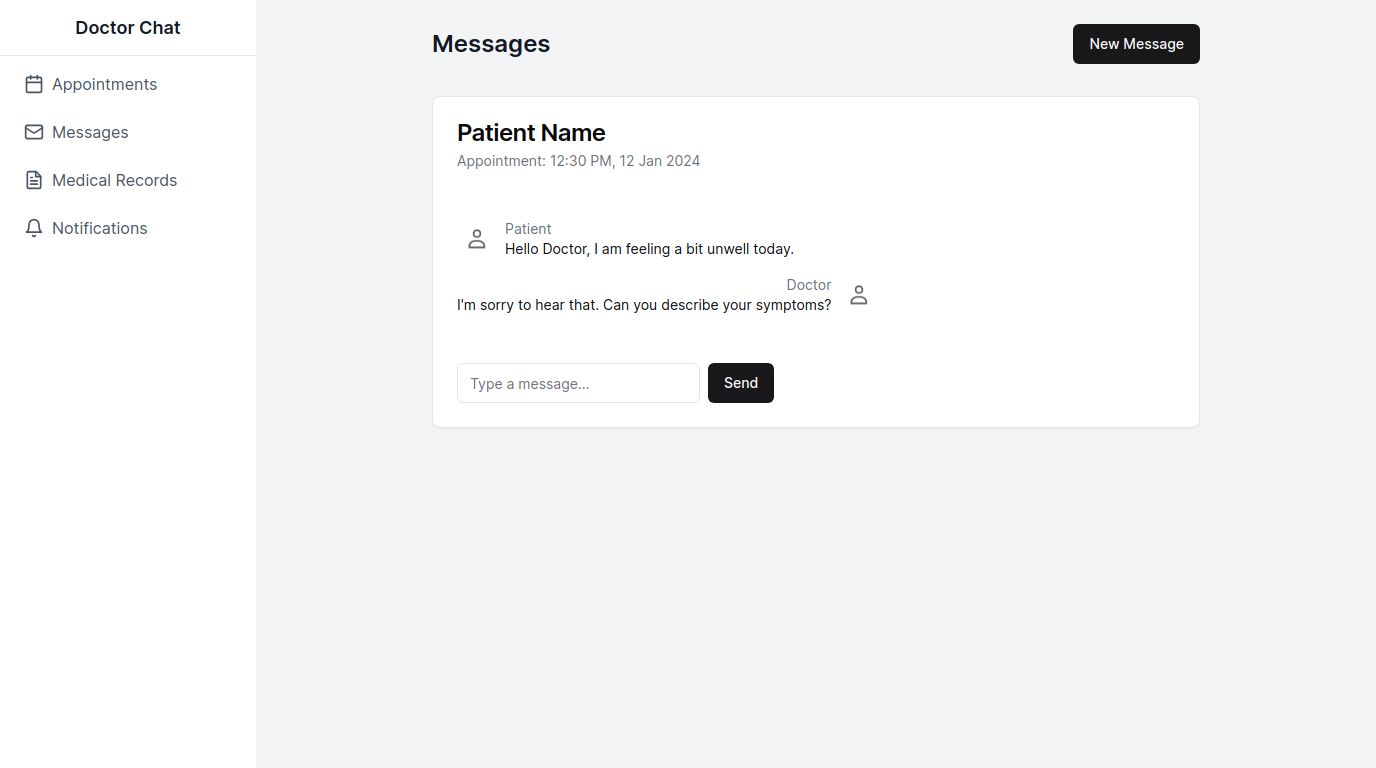 Doctor Chat
Appointments
Messages
Medical Records
Notifications
Messages
New Message
Patient Name
Appointment: 12:30 PM, 12 Jan 2024
Patient
Hello Doctor, I am feeling a bit unwell today.
Doctor
I'm sorry to hear that. Can you describe your symptoms?
Type a message...
Send